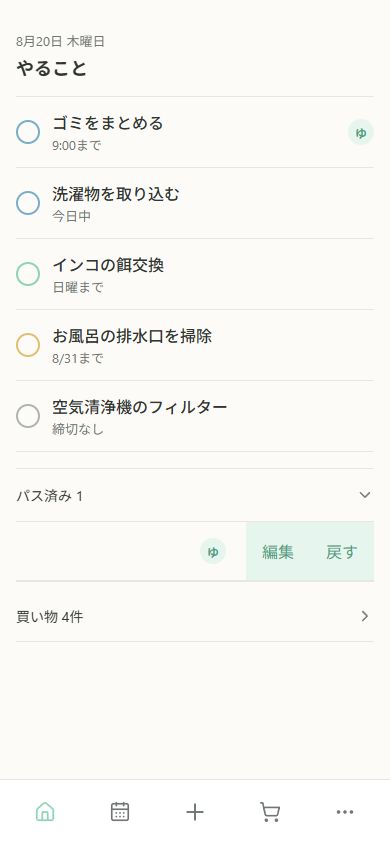 8月20日 木曜日
やること
ゴミをまとめる
9:00まで
ゆ
洗濯物を取り込む
今日中
インコの餌交換
日曜まで
お風呂の排水口を掃除
8/31まで
空気清浄機のフィルター
締切なし
パス済み 1
ゆ 編集 戻す
買い物 4件